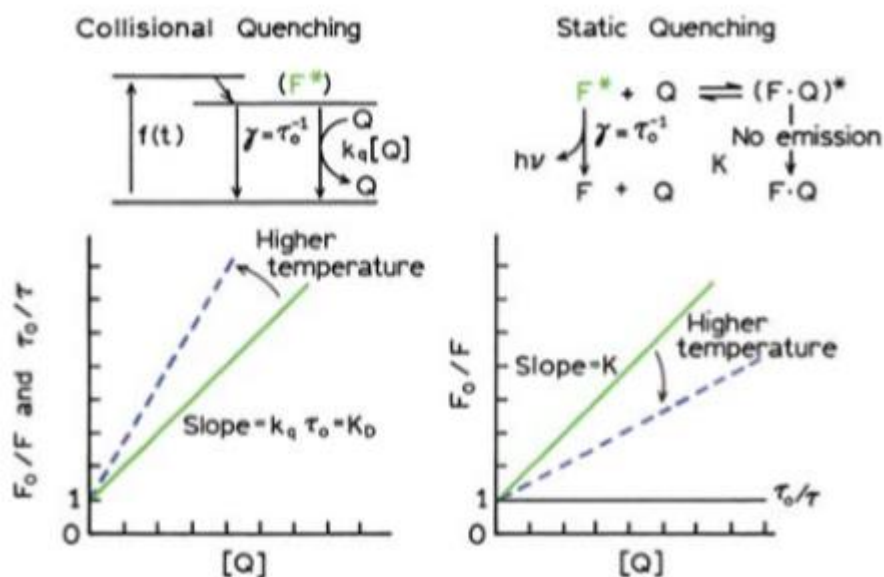 Collisional Quenching
(F*)
f(t)
γ = τ₀⁻¹
Q
k_q[Q]
Q
F₀/F and τ₀/τ
Higher
temperature
Slope = k_q τ₀ = K_D
1
0
[Q]
Static Quenching
F* + Q ⇌ (F·Q)*
γ = τ₀⁻¹
No emission
hν
K
F + Q
F·Q
F₀/F
Higher
temperature
Slope = K
τ₀/τ
1
0
[Q]